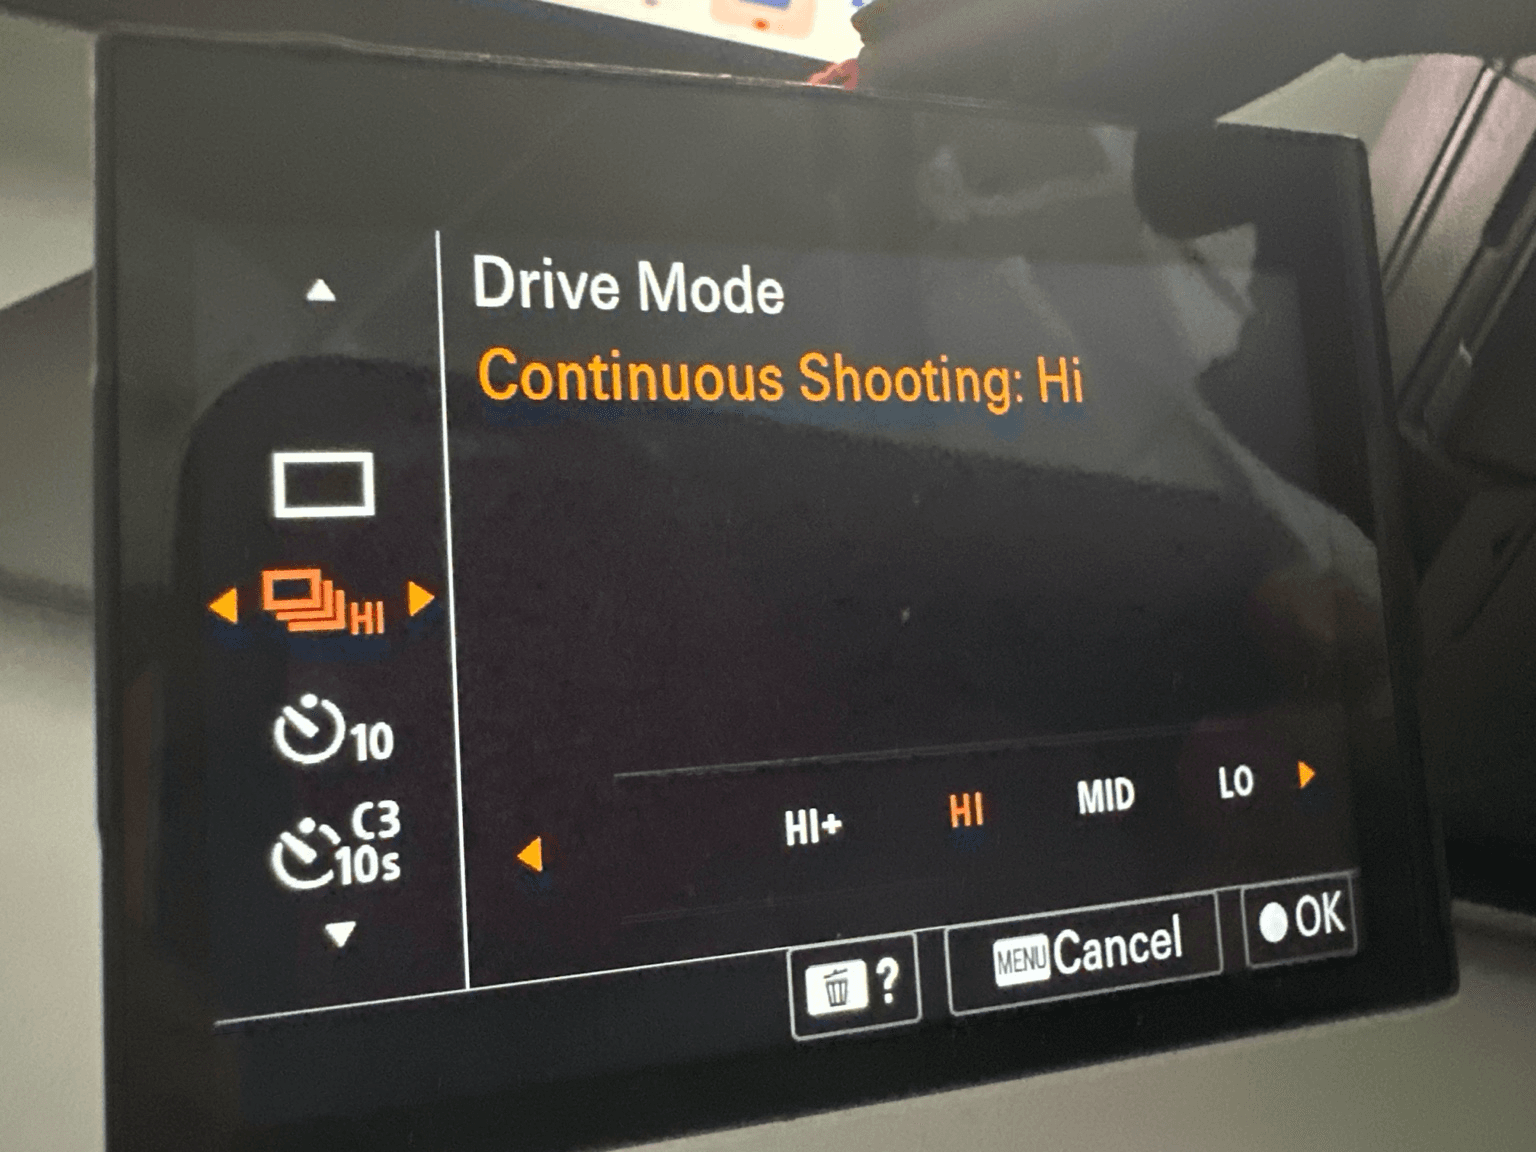 Drive Mode
Continuous Shooting: Hi
HI
10
C3
10s
HI+ HI MID LO
? MENU Cancel OK